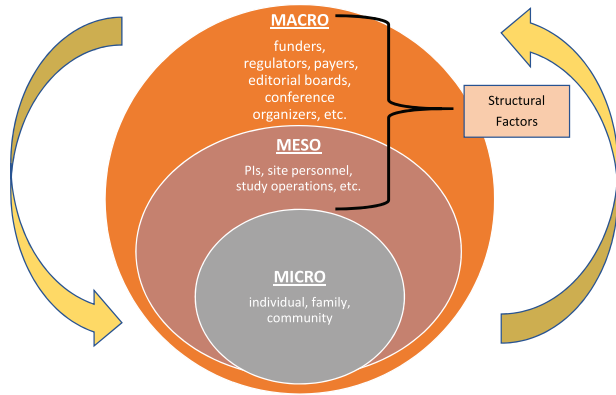 MACRO
funders,
regulators, payers,
editorial boards,
conference
organizers, etc.
Structural
Factors
MESO
PIs, site personnel,
study operations, etc.
MICRO
individual, family,
community